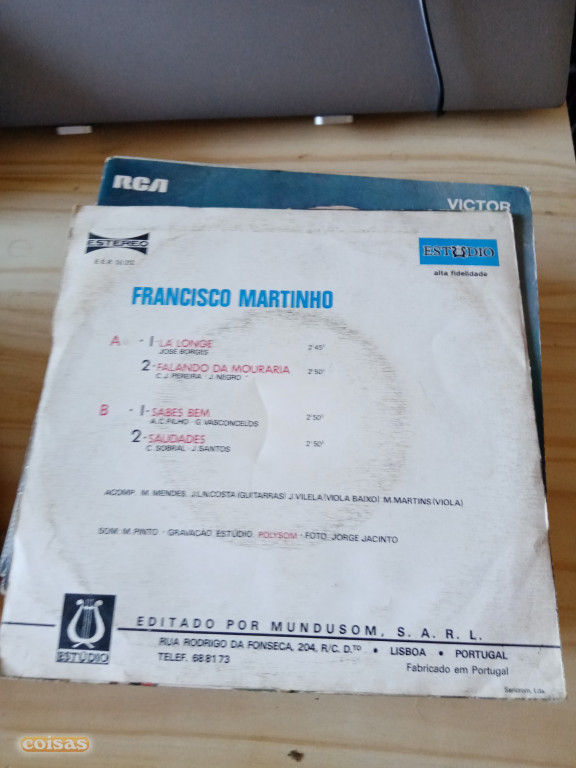 RCA
VICTOR
ESTEREO
ESTÚDIO
alta fidelidade
FRANCISCO MARTINHO
A - 1 - LA LONGE 2'45"
JOSÉ BORGES
2 - FALANDO DA MOURARIA 2'50"
C. J. PEREIRA - J. NEGRO
B - 1 - SABES BEM 2'50"
A. C. FILHO - G. VASCONCELOS
2 - SAUDADES 2'50"
C. SOBRAL - J. SANTOS
ACOMP. M. MENDES, J.L.N.COSTA (GUITARRAS) J. VILELA (VIOLA BAIXO) M. MARTINS (VIOLA)
SOM: M. PINTO - GRAVAÇÃO ESTÚDIO POLYSOM - FOTO: JORGE JACINTO
EDITADO POR MUNDUSOM, S. A. R. L.
RUA RODRIGO DA FONSECA, 204, R/C. D.TO • LISBOA • PORTUGAL
TELEF. 68 81 73
Fabricado em Portugal
ESTÚDIO
coisas